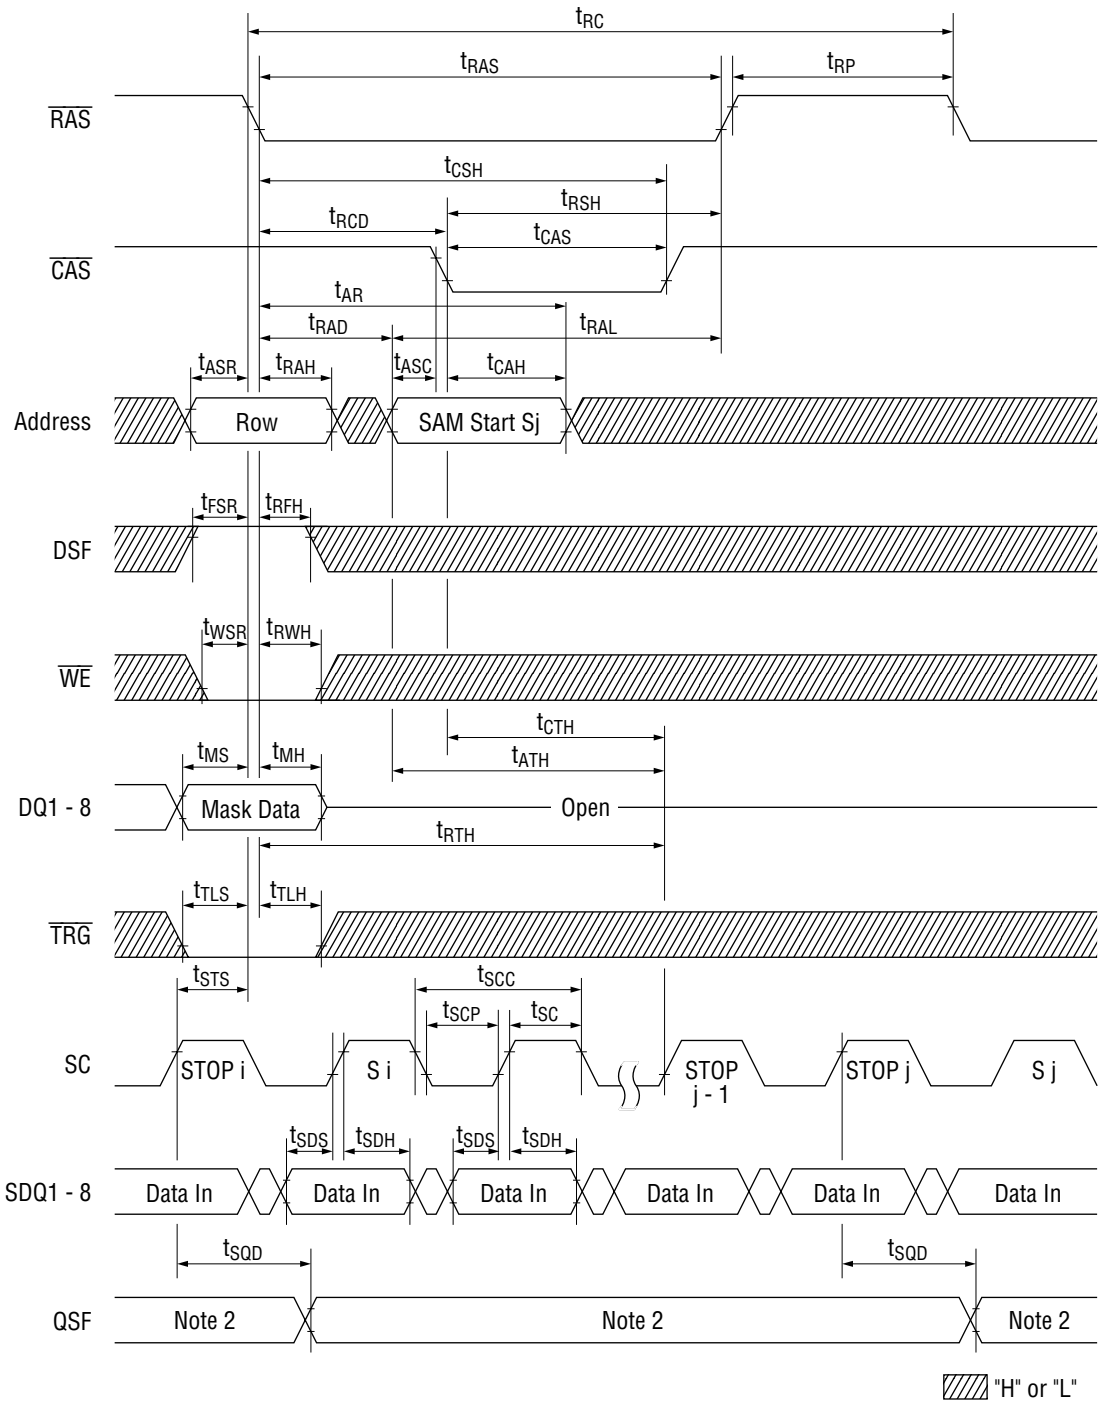 tRC
tRAS tRP
RAS
tCSH
tRSH
tRCD
tCAS
CAS
tAR
tRAD tRAL
tASR tRAH tASC tCAH
Address Row SAM Start Sj
tFSR tRFH
DSF
tWSR tRWH
WE
tCTH
tMS tMH tATH
DQ1 - 8 Mask Data Open
tRTH
tTLS tTLH
TRG
tSTS tSCC
tSCP tSC
SC STOP i S i STOP j - 1 STOP j S j
tSDS tSDH tSDS tSDH
SDQ1 - 8 Data In Data In Data In Data In Data In Data In
tSQD tSQD
QSF Note 2 Note 2 Note 2
"H" or "L"